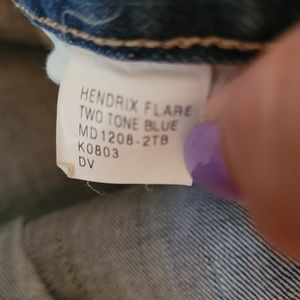 HENDRIX FLARE
TWO TONE BLUE
MD1208-2TB
K0803
DV